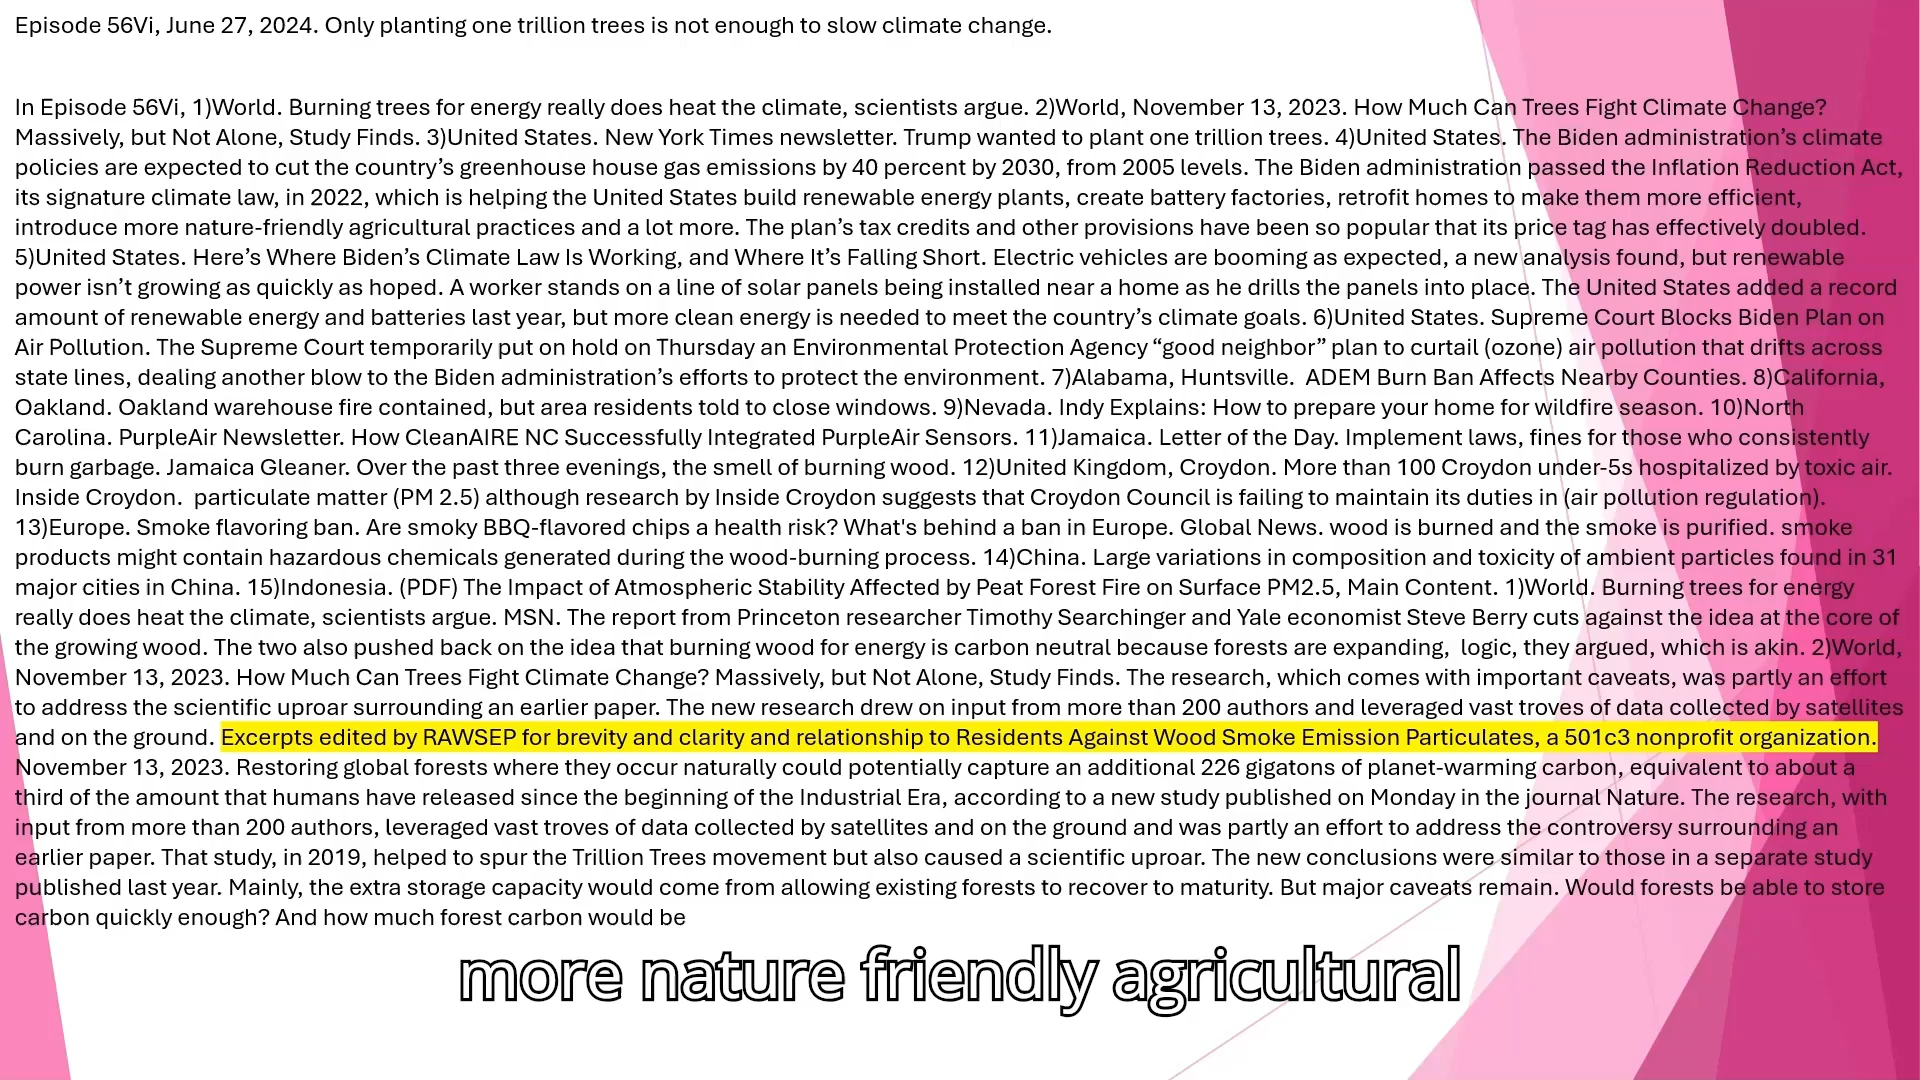 Episode 56Vi, June 27, 2024. Only planting one trillion trees is not enough to slow climate change.
In Episode 56Vi, 1)World. Burning trees for energy really does heat the climate, scientists argue. 2)World, November 13, 2023. How Much Can Trees Fight Climate Change?
Massively, but Not Alone, Study Finds. 3)United States. New York Times newsletter. Trump wanted to plant one trillion trees. 4)United States. The Biden administration’s climate
policies are expected to cut the country’s greenhouse house gas emissions by 40 percent by 2030, from 2005 levels. The Biden administration passed the Inflation Reduction Act,
its signature climate law, in 2022, which is helping the United States build renewable energy plants, create battery factories, retrofit homes to make them more efficient,
introduce more nature-friendly agricultural practices and a lot more. The plan’s tax credits and other provisions have been so popular that its price tag has effectively doubled.
5)United States. Here’s Where Biden’s Climate Law Is Working, and Where It’s Falling Short. Electric vehicles are booming as expected, a new analysis found, but renewable
power isn’t growing as quickly as hoped. A worker stands on a line of solar panels being installed near a home as he drills the panels into place. The United States added a record
amount of renewable energy and batteries last year, but more clean energy is needed to meet the country’s climate goals. 6)United States. Supreme Court Blocks Biden Plan on
Air Pollution. The Supreme Court temporarily put on hold on Thursday an Environmental Protection Agency “good neighbor” plan to curtail (ozone) air pollution that drifts across
state lines, dealing another blow to the Biden administration’s efforts to protect the environment. 7)Alabama, Huntsville.  ADEM Burn Ban Affects Nearby Counties. 8)California,
Oakland. Oakland warehouse fire contained, but area residents told to close windows. 9)Nevada. Indy Explains: How to prepare your home for wildfire season. 10)North
Carolina. PurpleAir Newsletter. How CleanAIRE NC Successfully Integrated PurpleAir Sensors. 11)Jamaica. Letter of the Day. Implement laws, fines for those who consistently
burn garbage. Jamaica Gleaner. Over the past three evenings, the smell of burning wood. 12)United Kingdom, Croydon. More than 100 Croydon under-5s hospitalized by toxic air.
Inside Croydon.  particulate matter (PM 2.5) although research by Inside Croydon suggests that Croydon Council is failing to maintain its duties in (air pollution regulation).
13)Europe. Smoke flavoring ban. Are smoky BBQ-flavored chips a health risk? What's behind a ban in Europe. Global News. wood is burned and the smoke is purified. smoke
products might contain hazardous chemicals generated during the wood-burning process. 14)China. Large variations in composition and toxicity of ambient particles found in 31
major cities in China. 15)Indonesia. (PDF) The Impact of Atmospheric Stability Affected by Peat Forest Fire on Surface PM2.5, Main Content. 1)World. Burning trees for energy
really does heat the climate, scientists argue. MSN. The report from Princeton researcher Timothy Searchinger and Yale economist Steve Berry cuts against the idea at the core of
the growing wood. The two also pushed back on the idea that burning wood for energy is carbon neutral because forests are expanding,  logic, they argued, which is akin. 2)World,
November 13, 2023. How Much Can Trees Fight Climate Change? Massively, but Not Alone, Study Finds. The research, which comes with important caveats, was partly an effort
to address the scientific uproar surrounding an earlier paper. The new research drew on input from more than 200 authors and leveraged vast troves of data collected by satellites
and on the ground. Excerpts edited by RAWSEP for brevity and clarity and relationship to Residents Against Wood Smoke Emission Particulates, a 501c3 nonprofit organization.
November 13, 2023. Restoring global forests where they occur naturally could potentially capture an additional 226 gigatons of planet-warming carbon, equivalent to about a
third of the amount that humans have released since the beginning of the Industrial Era, according to a new study published on Monday in the journal Nature. The research, with
input from more than 200 authors, leveraged vast troves of data collected by satellites and on the ground and was partly an effort to address the controversy surrounding an
earlier paper. That study, in 2019, helped to spur the Trillion Trees movement but also caused a scientific uproar. The new conclusions were similar to those in a separate study
published last year. Mainly, the extra storage capacity would come from allowing existing forests to recover to maturity. But major caveats remain. Would forests be able to store
carbon quickly enough? And how much forest carbon would be
more nature friendly agricultural